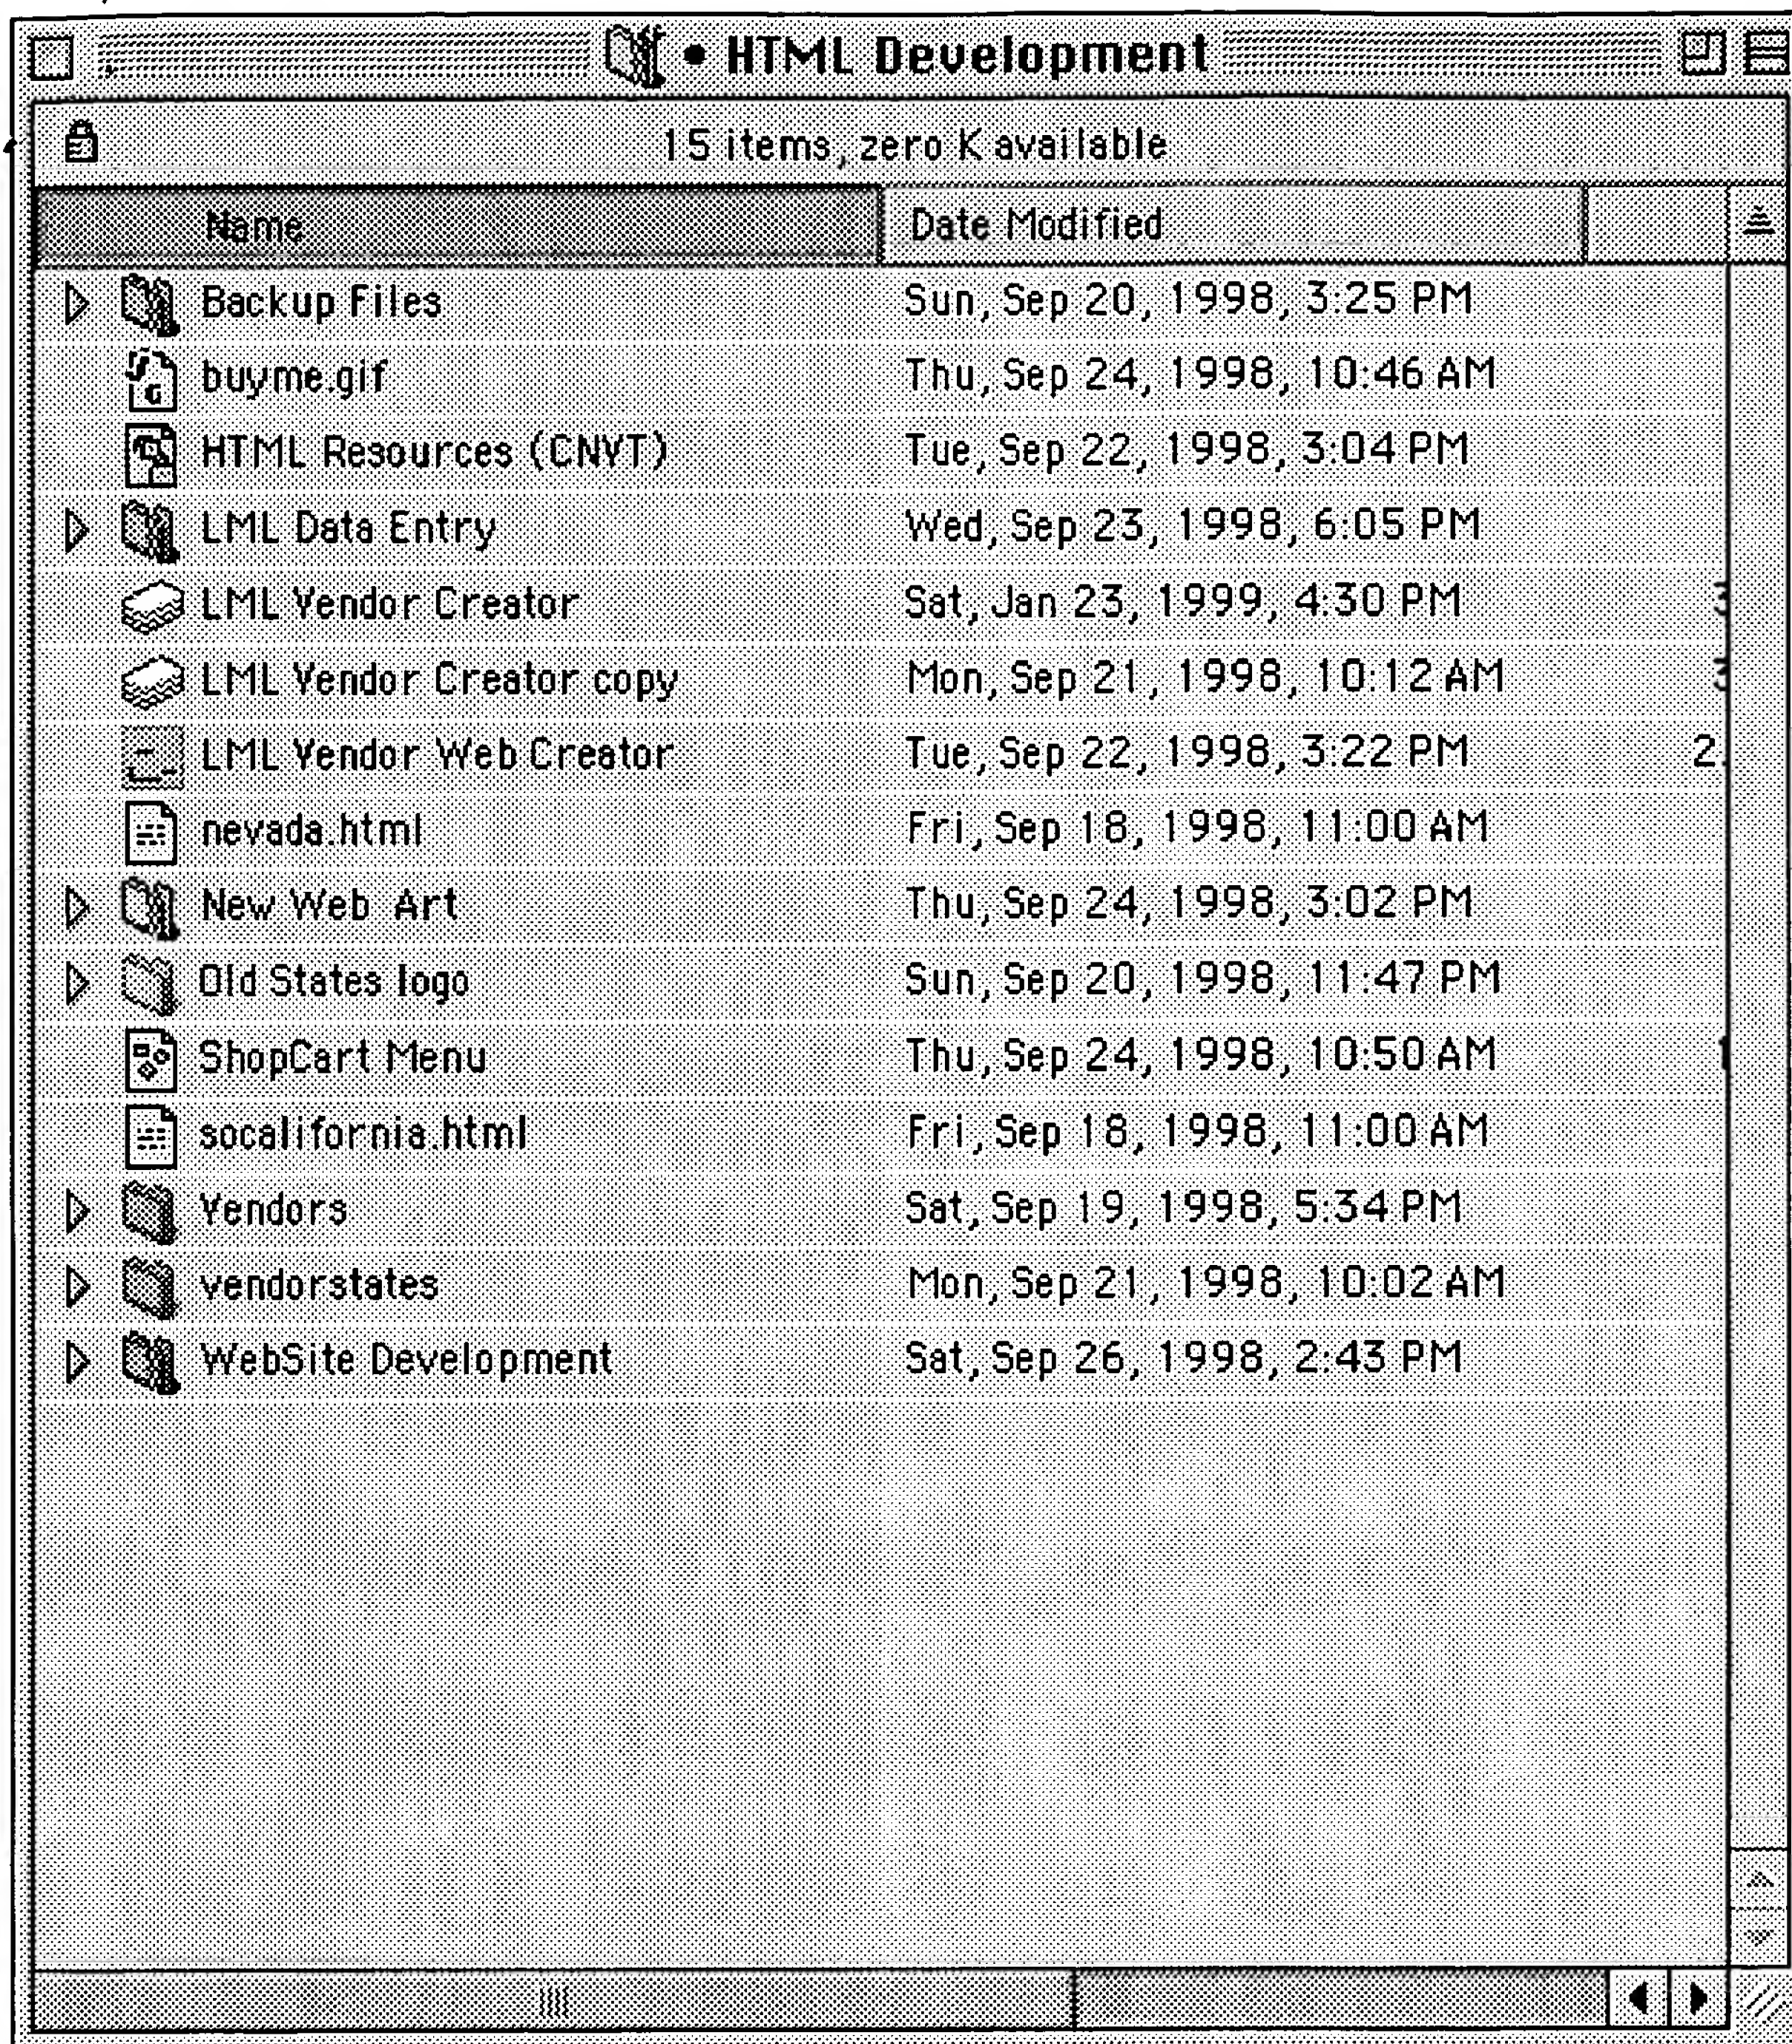 • HTML Development
15 items, zero K available
Name Date Modified
Backup Files Sun, Sep 20, 1998, 3:25 PM
buyme.gif Thu, Sep 24, 1998, 10:46 AM
HTML Resources (CNVT) Tue, Sep 22, 1998, 3:04 PM
LML Data Entry Wed, Sep 23, 1998, 6:05 PM
LML Vendor Creator Sat, Jan 23, 1999, 4:30 PM 3
LML Vendor Creator copy Mon, Sep 21, 1998, 10:12 AM 3
LML Vendor Web Creator Tue, Sep 22, 1998, 3:22 PM 2.
nevada.html Fri, Sep 18, 1998, 11:00 AM
New Web Art Thu, Sep 24, 1998, 3:02 PM
Old States logo Sun, Sep 20, 1998, 11:47 PM
ShopCart Menu Thu, Sep 24, 1998, 10:50 AM 1
socalifornia.html Fri, Sep 18, 1998, 11:00 AM
Vendors Sat, Sep 19, 1998, 5:34 PM
vendorstates Mon, Sep 21, 1998, 10:02 AM
WebSite Development Sat, Sep 26, 1998, 2:43 PM